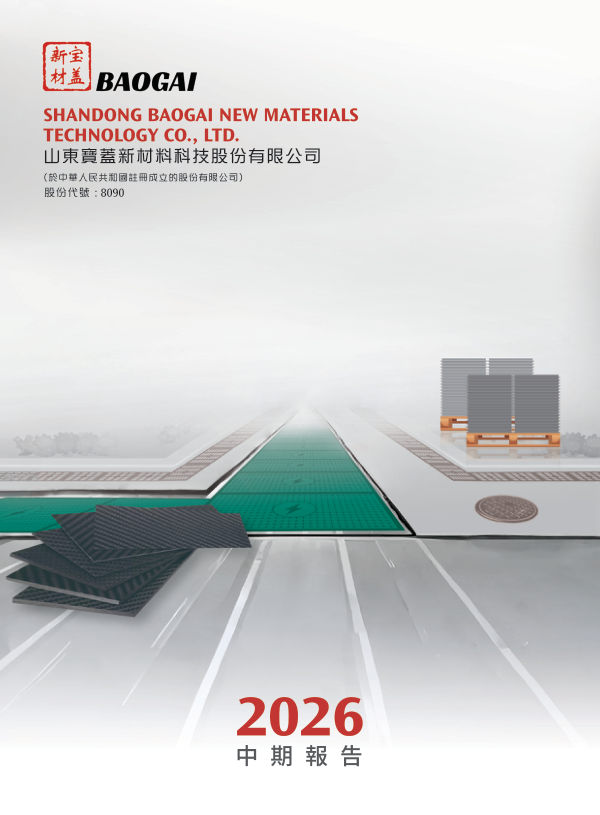 新宝
材盖
BAOGAI
SHANDONG BAOGAI NEW MATERIALS
TECHNOLOGY CO., LTD.
山東寶蓋新材料科技股份有限公司
(於中華人民共和國註冊成立的股份有限公司)
股份代號 : 8090
2026
中期報告